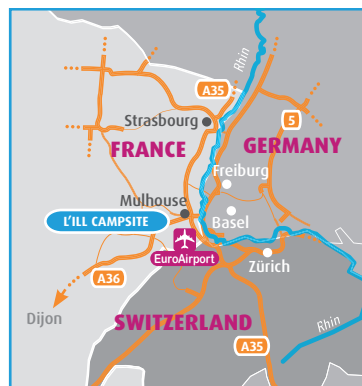 Rhin
A35
Strasbourg
5
FRANCE
GERMANY
Freiburg
Mulhouse
L'ILL CAMPSITE
Basel
EuroAirport
Zürich
A36
Dijon
SWITZERLAND
Rhin
A35